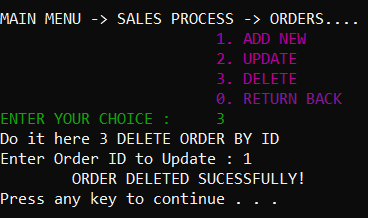 MAIN MENU -> SALES PROCESS -> ORDERS....
1. ADD NEW
2. UPDATE
3. DELETE
0. RETURN BACK
ENTER YOUR CHOICE : 3
Do it here 3 DELETE ORDER BY ID
Enter Order ID to Update : 1
ORDER DELETED SUCESSFULLY!
Press any key to continue . . .